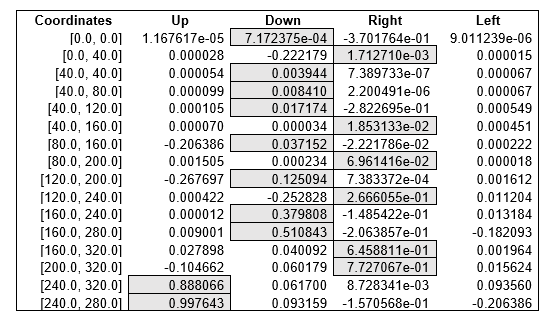 Coordinates Up Down Right Left
[0.0, 0.0] 1.167617e-05 7.172375e-04 -3.701764e-01 9.011239e-06
[0.0, 40.0] 0.000028 -0.222179 1.712710e-03 0.000015
[40.0, 40.0] 0.000054 0.003944 7.389733e-07 0.000067
[40.0, 80.0] 0.000099 0.008410 2.200491e-06 0.000067
[40.0, 120.0] 0.000105 0.017174 -2.822695e-01 0.000549
[40.0, 160.0] 0.000070 0.000034 1.853133e-02 0.000451
[80.0, 160.0] -0.206386 0.037152 -2.221786e-02 0.000222
[80.0, 200.0] 0.001505 0.000234 6.961416e-02 0.000018
[120.0, 200.0] -0.267697 0.125094 7.383372e-04 0.001612
[120.0, 240.0] 0.000422 -0.252828 2.666055e-01 0.011204
[160.0, 240.0] 0.000012 0.379808 -1.485422e-01 0.013184
[160.0, 280.0] 0.009001 0.510843 -2.063857e-01 -0.182093
[160.0, 320.0] 0.027898 0.040092 6.458811e-01 0.001964
[200.0, 320.0] -0.104662 0.060179 7.727067e-01 0.015624
[240.0, 320.0] 0.888066 0.061700 8.728341e-03 0.093560
[240.0, 280.0] 0.997643 0.093159 -1.570568e-01 -0.206386